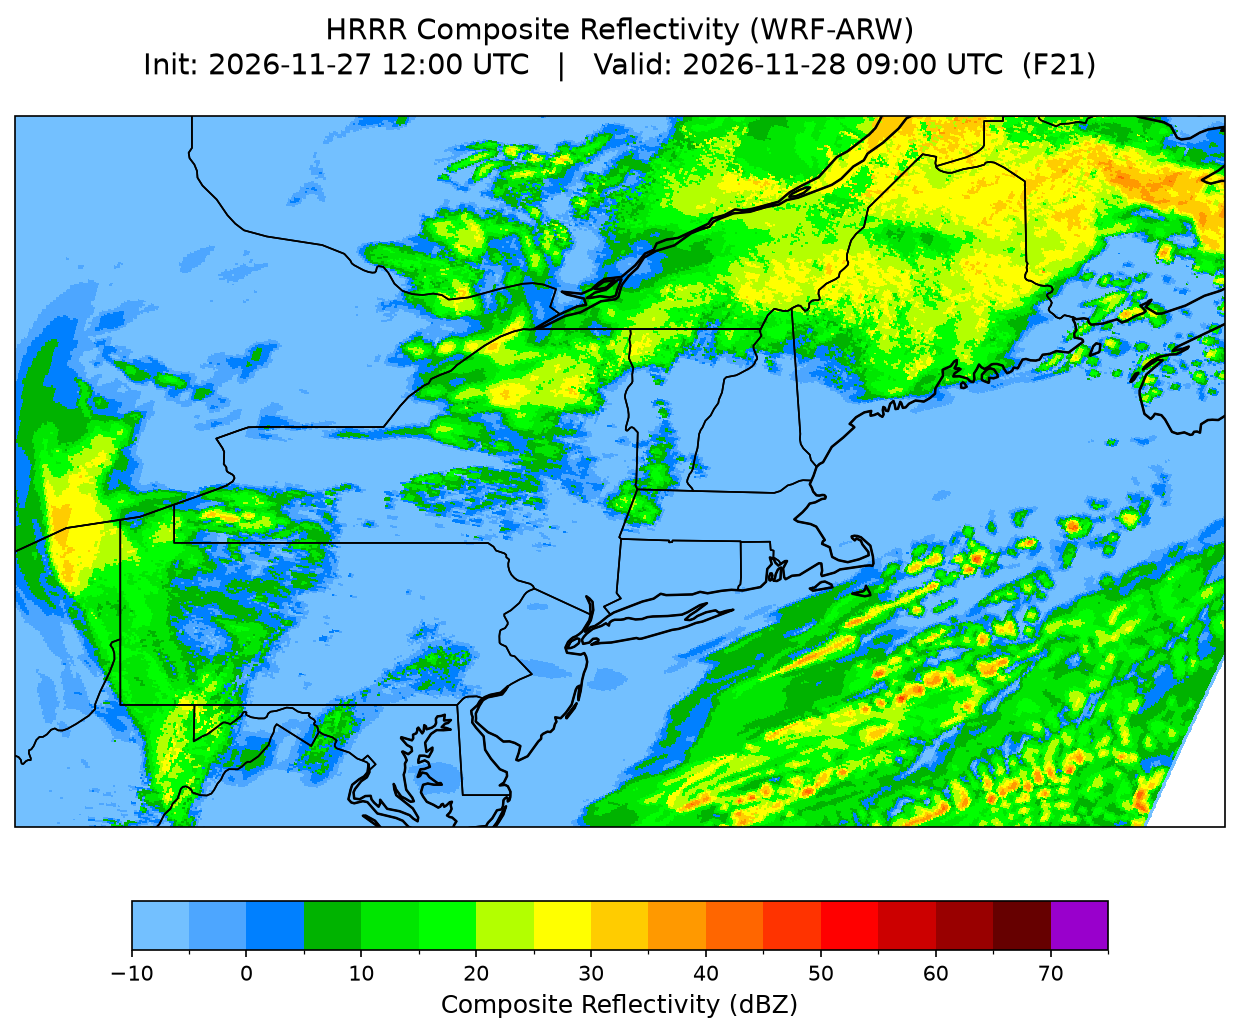 HRRR Composite Reflectivity (WRF-ARW)
Init: 2026-11-27 12:00 UTC   |   Valid: 2026-11-28 09:00 UTC  (F21)
−10 0 10 20 30 40 50 60 70
Composite Reflectivity (dBZ)